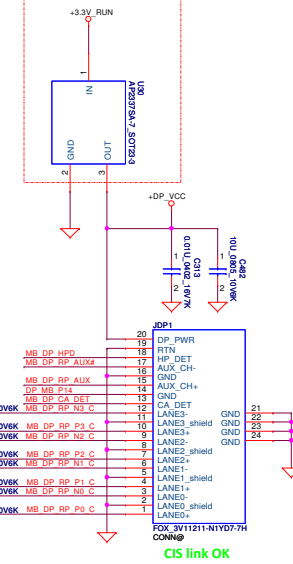 +3.3V_RUN
1
IN
U30
AP2337SA-7_SOT23-3
GND
OUT
2
3
+DP_VCC
0.01U_0402_16V7K
C313
10U_0805_10V6K
1
2
1
2
JDP1
20 DP_PWR
19 RTN
MB_DP_HPD 18 HP_DET
MB_DP_RP_AUX# 17 AUX_CH-
16 GND
MB_DP_RP_AUX 15 AUX_CH+
DP_MB_P14 14 GND
MB_DP_CA_DET 13 CA_DET
0V6K MB_DP_RP_N3_C 12 LANE3-
11 LANE3_shield
0V6K MB_DP_RP_P3_C 10 LANE3+
0V6K MB_DP_RP_N2_C 9 LANE2-
8 LANE2_shield
0V6K MB_DP_RP_P2_C 7 LANE2+
0V6K MB_DP_RP_N1_C 6 LANE1-
5 LANE1_shield
0V6K MB_DP_RP_P1_C 4 LANE1+
0V6K MB_DP_RP_N0_C 3 LANE0-
2 LANE0_shield
0V6K MB_DP_RP_P0_C 1 LANE0+
GND 21
GND 22
GND 23
GND 24
FOX_3V11211-N1YD7-7H
CONN@
CIS link OK